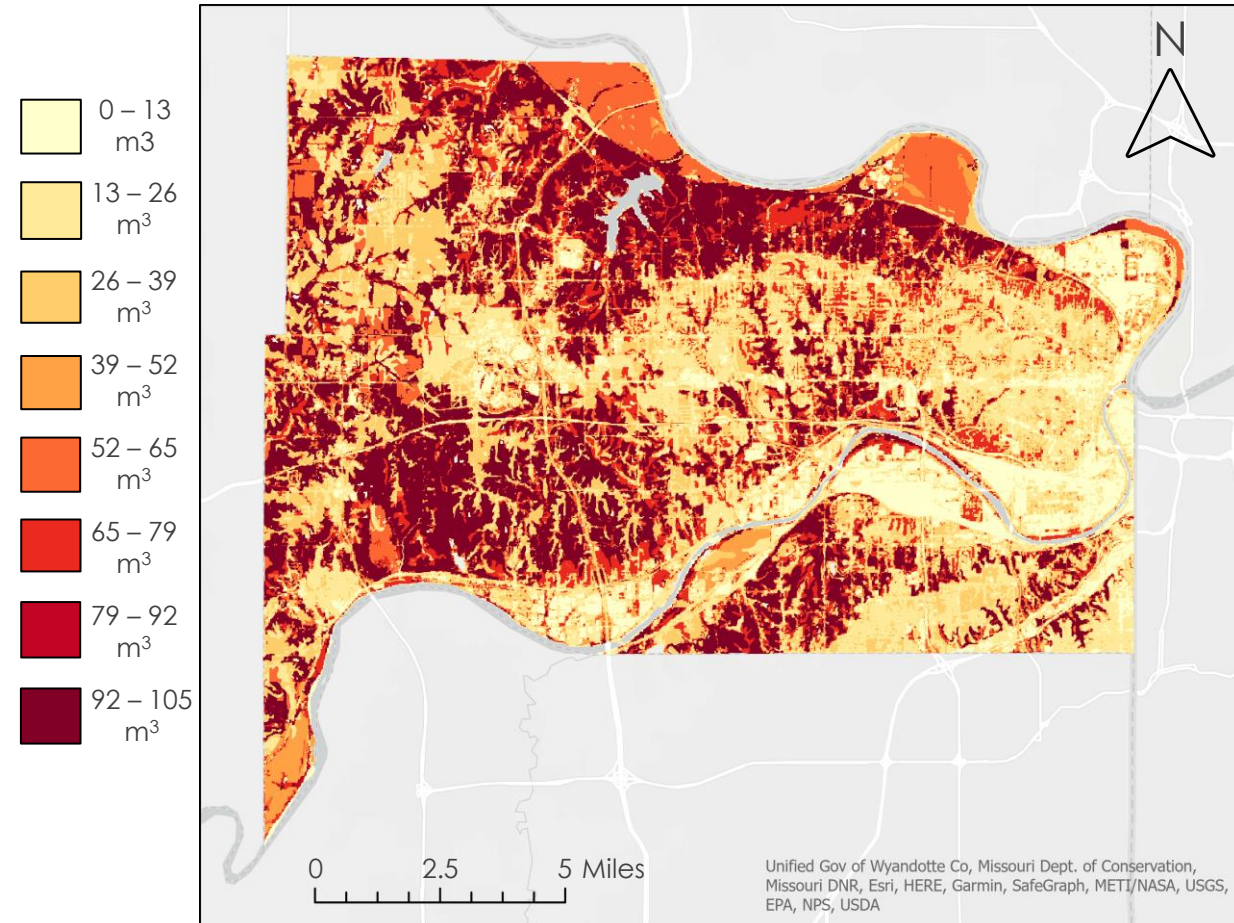 0 – 13
m3
13 – 26
m³
26 – 39
m³
39 – 52
m³
52 – 65
m³
65 – 79
m³
79 – 92
m³
92 – 105
m³
N
0 2.5 5 Miles
Unified Gov of Wyandotte Co, Missouri Dept. of Conservation,
Missouri DNR, Esri, HERE, Garmin, SafeGraph, METI/NASA, USGS,
EPA, NPS, USDA